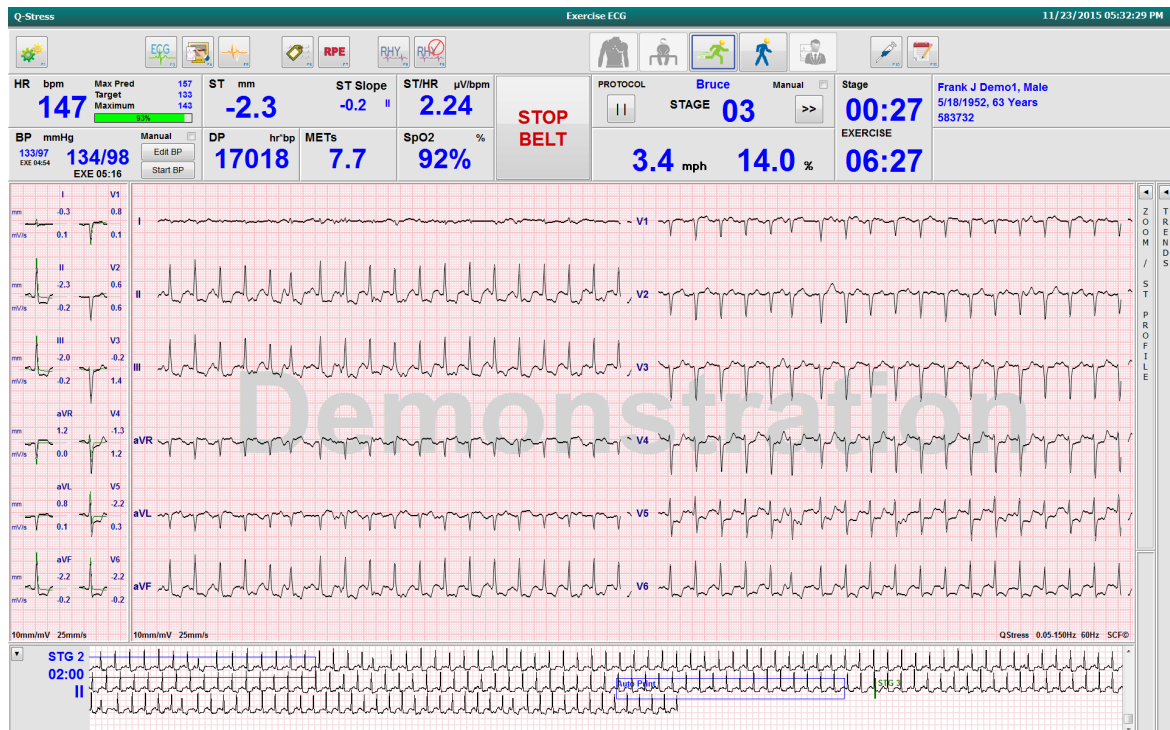 Q-Stress Exercise ECG 11/23/2015 05:32:29 PM
ECG RPE RHY RHY
HR bpm Max Pred 157
Target 133
147 Maximum 143
93%
ST mm ST Slope
-2.3 -0.2 II
ST/HR µV/bpm
2.24
STOP
BELT
PROTOCOL Bruce Manual
STAGE 03 >>
3.4 mph 14.0 %
Stage
00:27
EXERCISE
06:27
Frank J Demo1, Male
5/18/1952, 63 Years
583732
BP mmHg Manual
133/97 134/98 Edit BP
EXE 04:54
EXE 05:16 Start BP
DP hr*bp
17018
METs
7.7
SpO2 %
92%
I V1
mm -0.3 0.8
mV/s 0.1 0.1
II V2
mm -2.3 0.6
mV/s -0.2 0.6
III V3
mm -2.0 -0.2
mV/s -0.2 1.4
aVR V4
mm 1.2 -1.3
mV/s 0.0 1.2
aVL V5
mm 0.8 -2.2
mV/s 0.1 0.3
aVF V6
mm -2.2 -2.2
mV/s -0.2 -0.2
10mm/mV 25mm/s
I V1
II V2
III V3
Demonstration
aVR V4
aVL V5
aVF V6
10mm/mV 25mm/s QStress 0.05-150Hz 60Hz SCF©
ZOOM / ST PROFILE
TRENDS
STG 2
02:00
II
Auto Print STG 3